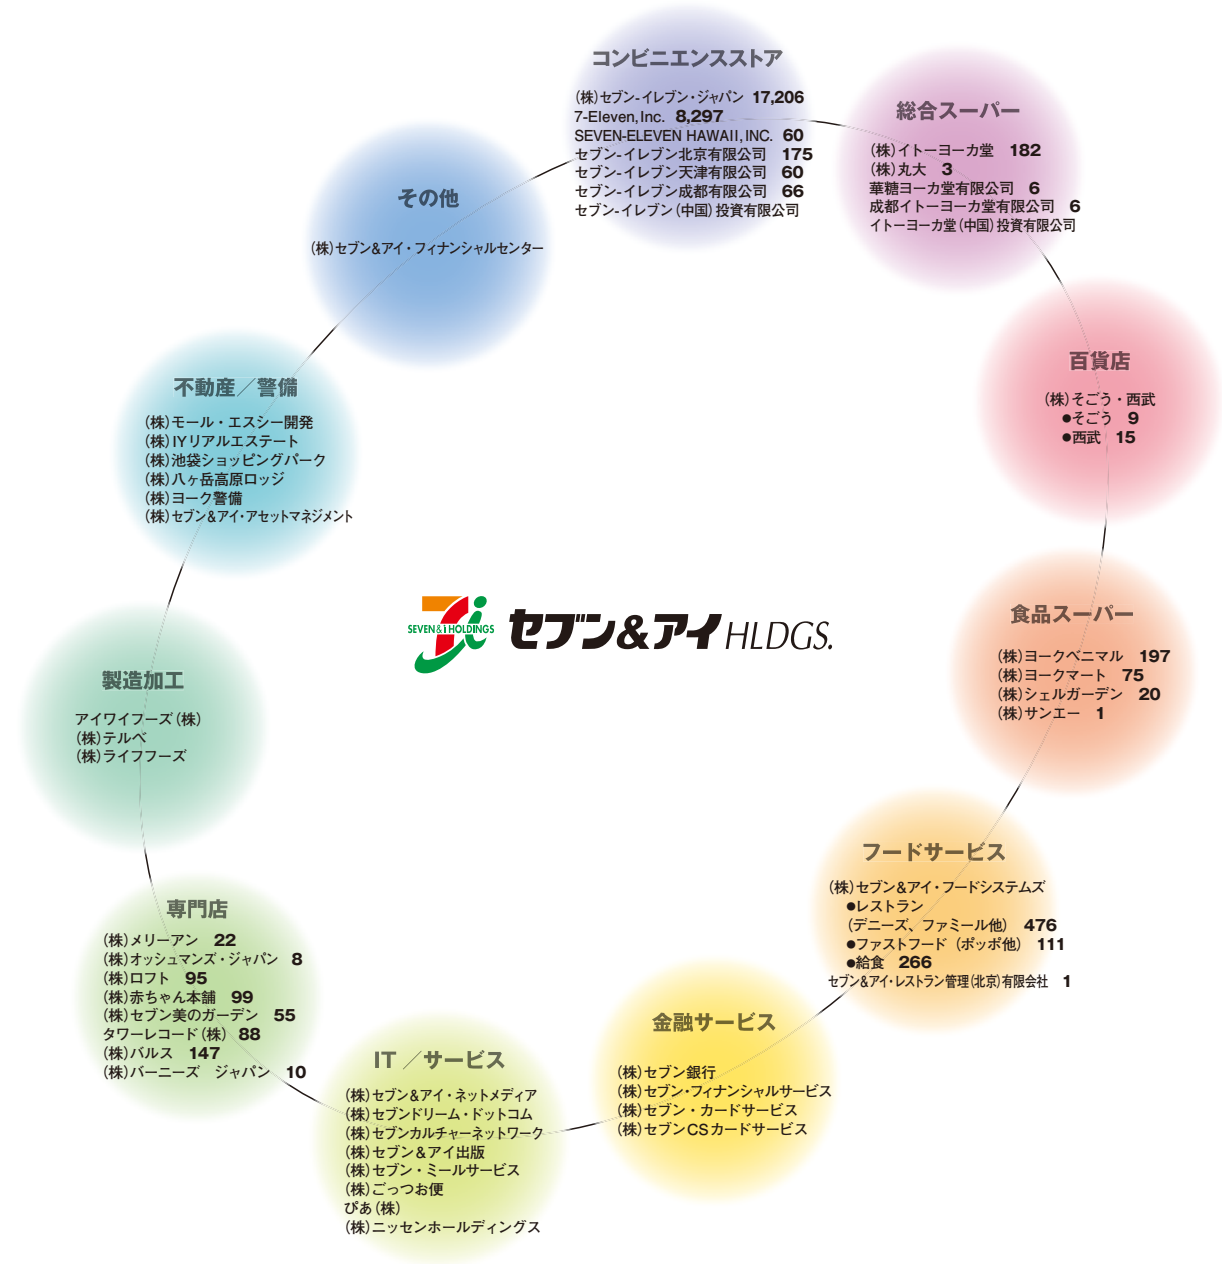 コンビニエンスストア
(株)セブン-イレブン・ジャパン 17,206
7-Eleven, Inc. 8,297
SEVEN-ELEVEN HAWAII, INC. 60
セブン-イレブン北京有限公司 175
セブン-イレブン天津有限公司 60
セブン-イレブン成都有限公司 66
セブン-イレブン(中国)投資有限公司
総合スーパー
(株)イトーヨーカ堂 182
(株)丸大 3
華糖ヨーカ堂有限公司 6
成都イトーヨーカ堂有限公司 6
イトーヨーカ堂(中国)投資有限公司
百貨店
(株)そごう・西武
●そごう 9
●西武 15
食品スーパー
(株)ヨークベニマル 197
(株)ヨークマート 75
(株)シェルガーデン 20
(株)サンエー 1
フードサービス
(株)セブン&アイ・フードシステムズ
●レストラン
(デニーズ、ファミール他) 476
●ファストフード (ポッポ他) 111
●給食 266
セブン&アイ・レストラン管理(北京)有限会社 1
金融サービス
(株)セブン銀行
(株)セブン・フィナンシャルサービス
(株)セブン・カードサービス
(株)セブンCSカードサービス
IT/サービス
(株)セブン&アイ・ネットメディア
(株)セブンドリーム・ドットコム
(株)セブンカルチャーネットワーク
(株)セブン&アイ出版
(株)セブン・ミールサービス
(株)ごっつお便
ぴあ(株)
(株)ニッセンホールディングス
専門店
(株)メリーアン 22
(株)オッシュマンズ・ジャパン 8
(株)ロフト 95
(株)赤ちゃん本舗 99
(株)セブン美のガーデン 55
タワーレコード(株) 88
(株)バルス 147
(株)バーニーズ ジャパン 10
製造加工
アイワイフーズ(株)
(株)テルベ
(株)ライフフーズ
不動産/警備
(株)モール・エスシー開発
(株)IYリアルエステート
(株)池袋ショッピングパーク
(株)八ヶ岳高原ロッジ
(株)ヨーク警備
(株)セブン&アイ・アセットマネジメント
その他
(株)セブン&アイ・フィナンシャルセンター
SEVEN&i HOLDINGS
セブン&アイ HLDGS.